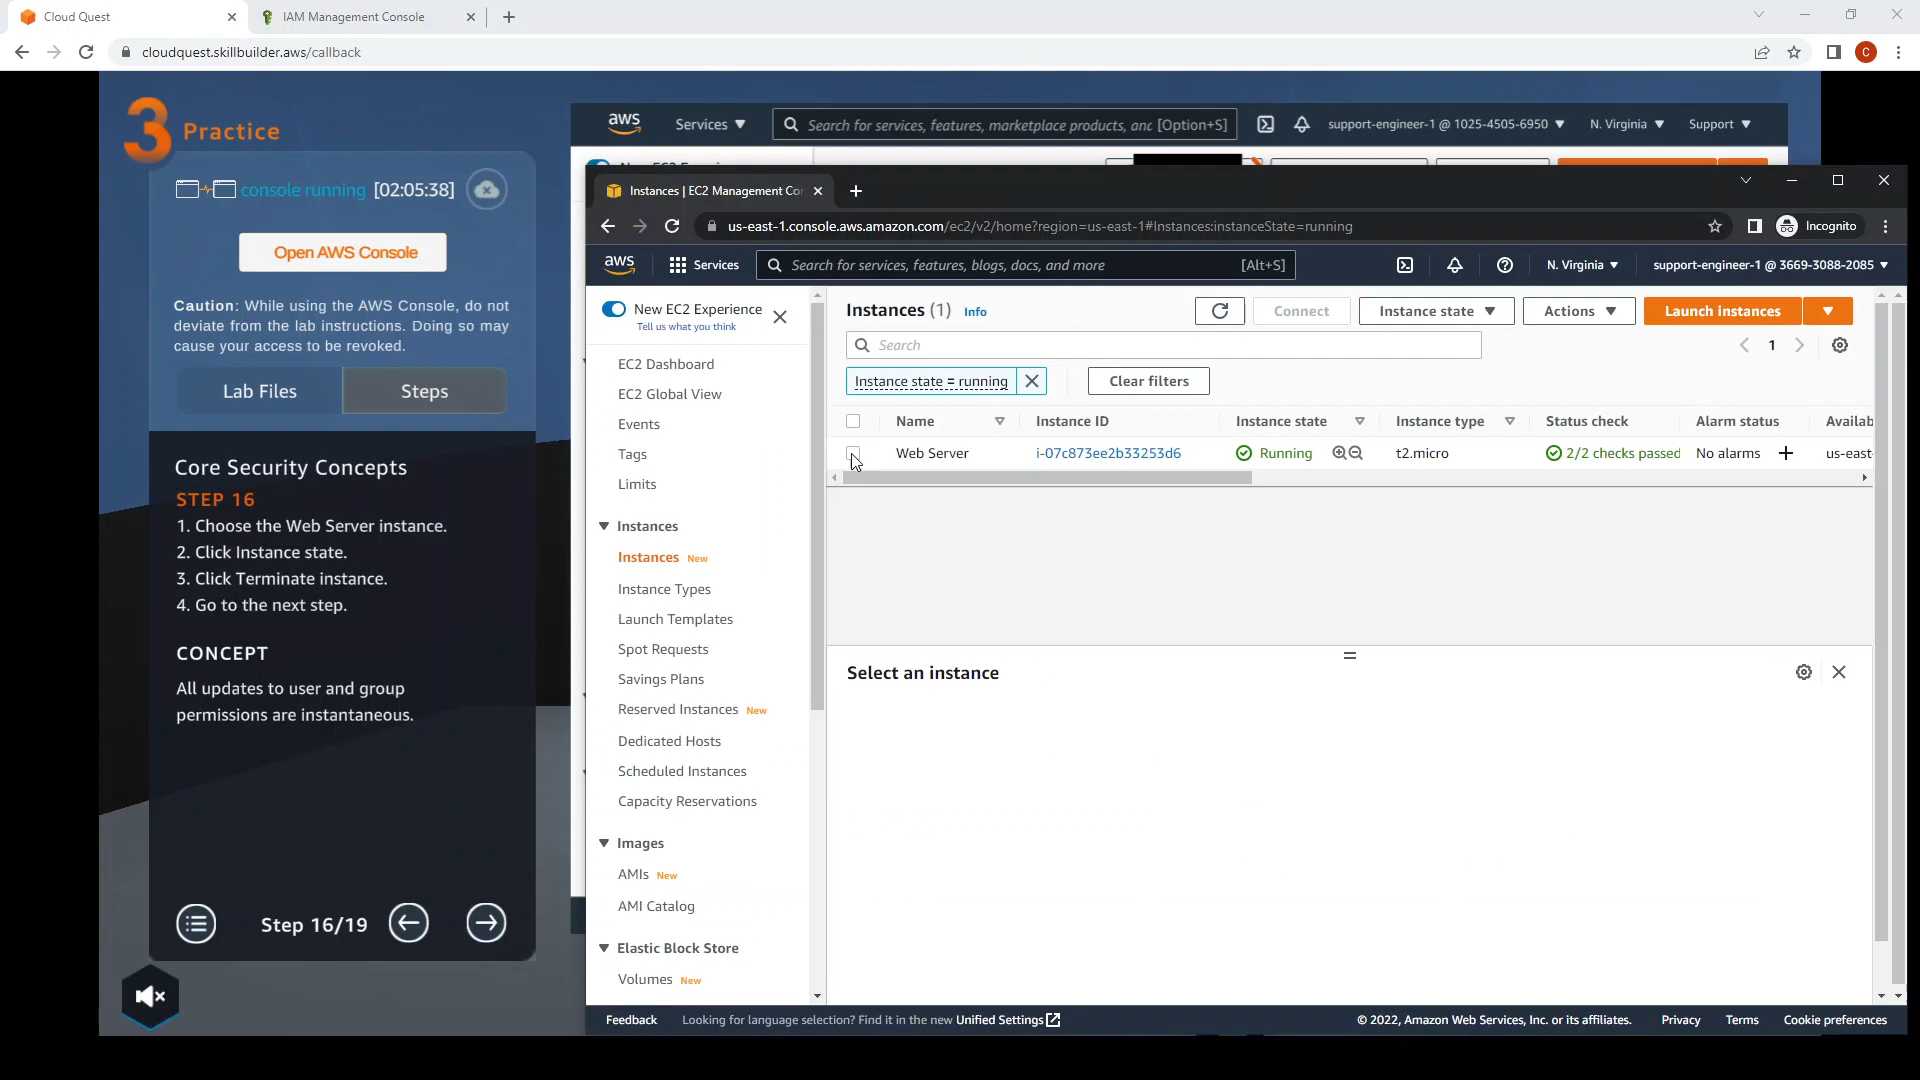 Cloud Quest
IAM Management Console
cloudquest.skillbuilder.aws/callback
C
3 Practice
console running [02:05:38]
Open AWS Console
Caution: While using the AWS Console, do not
deviate from the lab instructions. Doing so may
cause your access to be revoked.
Lab Files
Steps
Core Security Concepts
STEP 16
1. Choose the Web Server instance.
2. Click Instance state.
3. Click Terminate instance.
4. Go to the next step.
CONCEPT
All updates to user and group
permissions are instantaneous.
Step 16/19
aws
Services
Search for services, features, marketplace products, anc [Option+S]
support-engineer-1 @ 1025-4505-6950
N. Virginia
Support
Instances | EC2 Management Co
us-east-1.console.aws.amazon.com/ec2/v2/home?region=us-east-1#Instances:instanceState=running
Incognito
aws
Services
Search for services, features, blogs, docs, and more
[Alt+S]
N. Virginia
support-engineer-1 @ 3669-3088-2085
New EC2 Experience
Tell us what you think
EC2 Dashboard
EC2 Global View
Events
Tags
Limits
Instances
Instances New
Instance Types
Launch Templates
Spot Requests
Savings Plans
Reserved Instances New
Dedicated Hosts
Scheduled Instances
Capacity Reservations
Images
AMIs New
AMI Catalog
Elastic Block Store
Volumes New
Instances (1) Info
Connect
Instance state
Actions
Launch instances
Search
1
Instance state = running
Clear filters
Name
Instance ID
Instance state
Instance type
Status check
Alarm status
Availab
Web Server
i-07c873ee2b33253d6
Running
t2.micro
2/2 checks passed
No alarms
us-east-
Select an instance
Feedback
Looking for language selection? Find it in the new Unified Settings
© 2022, Amazon Web Services, Inc. or its affiliates.
Privacy
Terms
Cookie preferences